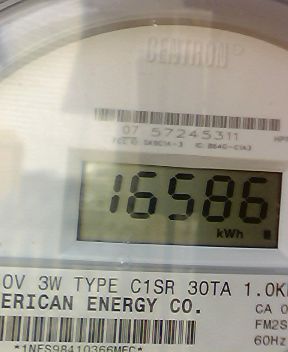 CENTRON
07 57245311
16586
kWh
0V 3W TYPE C1SR 30TA 1.0K
ERICAN ENERGY CO.
CA 0
FM2S
60Hz
*1NFS98410366MEC*